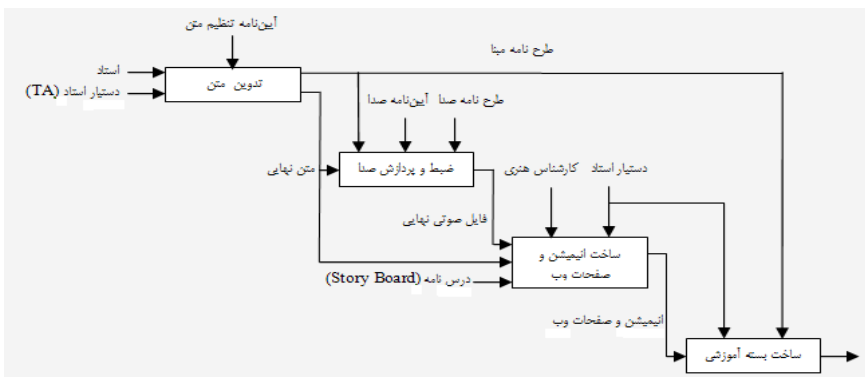 آیین‌نامه تنظیم متن
طرح نامه مبنا
استاد
تدوین متن
دستیار استاد (TA)
طرح نامه صدا
آیین‌نامه صدا
متن نهایی
ضبط و پردازش صدا
دستیار استاد
کارشناس هنری
فایل صوتی نهایی
ساخت انیمیشن و
صفحات وب
درس نامه (Story Board)
انیمیشن و صفحات وب
ساخت بسته آموزشی